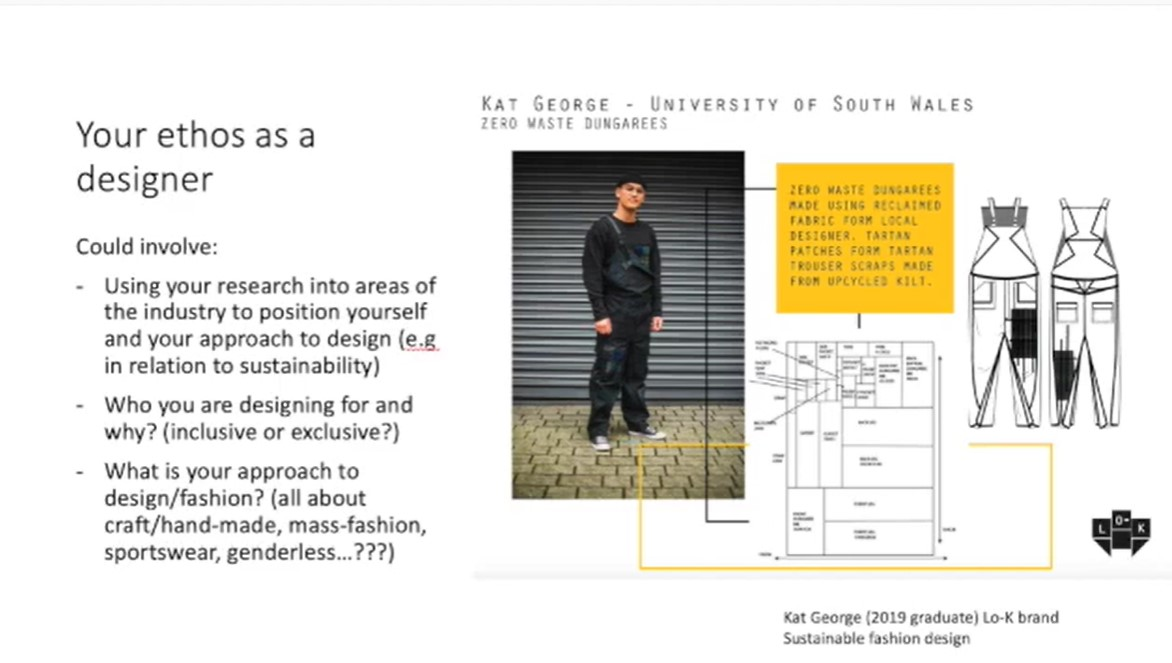 Your ethos as a
designer
Could involve:
- Using your research into areas of
the industry to position yourself
and your approach to design (e.g
in relation to sustainability)
- Who you are designing for and
why? (inclusive or exclusive?)
- What is your approach to
design/fashion? (all about
craft/hand-made, mass-fashion,
sportswear, genderless...???)
KAT GEORGE - UNIVERSITY OF SOUTH WALES
ZERO WASTE DUNGAREES
ZERO WASTE DUNGAREES
MADE USING RECLAIMED
FABRIC FORM LOCAL
DESIGNER. TARTAN
PATCHES FORM TARTAN
TROUSER SCRAPS MADE
FROM UPCYCLED KILT.
L O- K
Kat George (2019 graduate) Lo-K brand
Sustainable fashion design